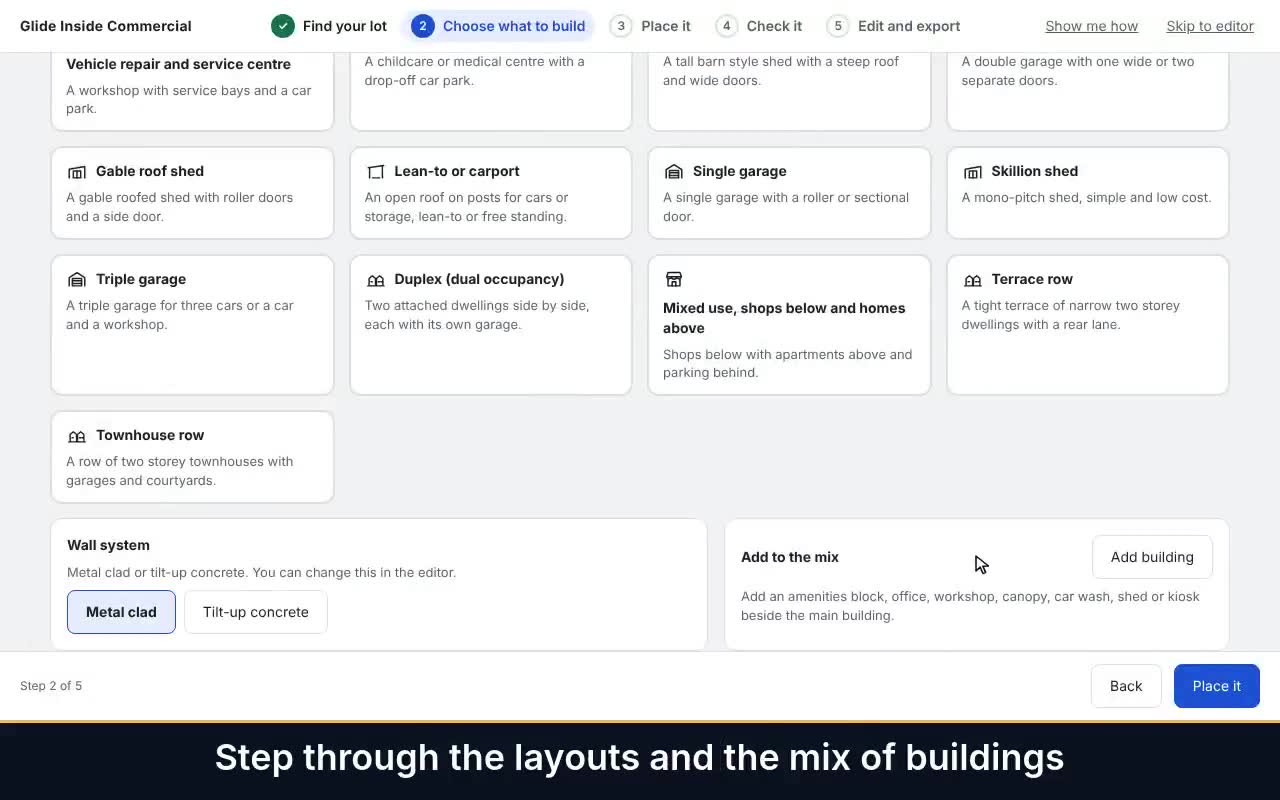 Glide Inside Commercial
Find your lot
2 Choose what to build
3 Place it
4 Check it
5 Edit and export
Show me how
Skip to editor
Vehicle repair and service centre
A workshop with service bays and a car
park.
A childcare or medical centre with a
drop-off car park.
A tall barn style shed with a steep roof
and wide doors.
A double garage with one wide or two
separate doors.
Gable roof shed
A gable roofed shed with roller doors
and a side door.
Lean-to or carport
An open roof on posts for cars or
storage, lean-to or free standing.
Single garage
A single garage with a roller or sectional
door.
Skillion shed
A mono-pitch shed, simple and low cost.
Triple garage
A triple garage for three cars or a car
and a workshop.
Duplex (dual occupancy)
Two attached dwellings side by side,
each with its own garage.
Mixed use, shops below and homes
above
Shops below with apartments above and
parking behind.
Terrace row
A tight terrace of narrow two storey
dwellings with a rear lane.
Townhouse row
A row of two storey townhouses with
garages and courtyards.
Wall system
Metal clad or tilt-up concrete. You can change this in the editor.
Metal clad
Tilt-up concrete
Add to the mix
Add building
Add an amenities block, office, workshop, canopy, car wash, shed or kiosk
beside the main building.
Step 2 of 5
Back
Place it
Step through the layouts and the mix of buildings